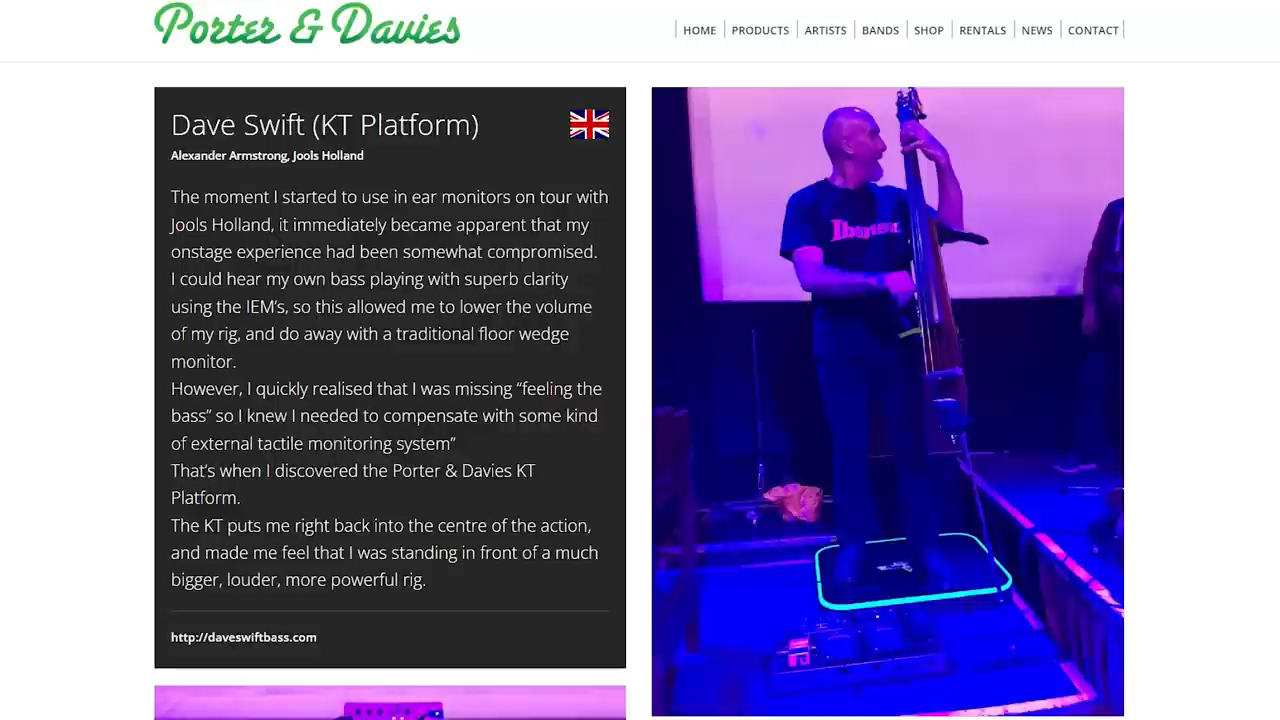 Porter & Davies
HOME
PRODUCTS
ARTISTS
BANDS
SHOP
RENTALS
NEWS
CONTACT
Dave Swift (KT Platform)
Alexander Armstrong, Jools Holland
The moment I started to use in ear monitors on tour with
Jools Holland, it immediately became apparent that my
onstage experience had been somewhat compromised.
I could hear my own bass playing with superb clarity
using the IEM's, so this allowed me to lower the volume
of my rig, and do away with a traditional floor wedge
monitor.
However, I quickly realised that I was missing “feeling the
bass” so I knew I needed to compensate with some kind
of external tactile monitoring system”
That's when I discovered the Porter & Davies KT
Platform.
The KT puts me right back into the centre of the action,
and made me feel that I was standing in front of a much
bigger, louder, more powerful rig.
http://daveswiftbass.com